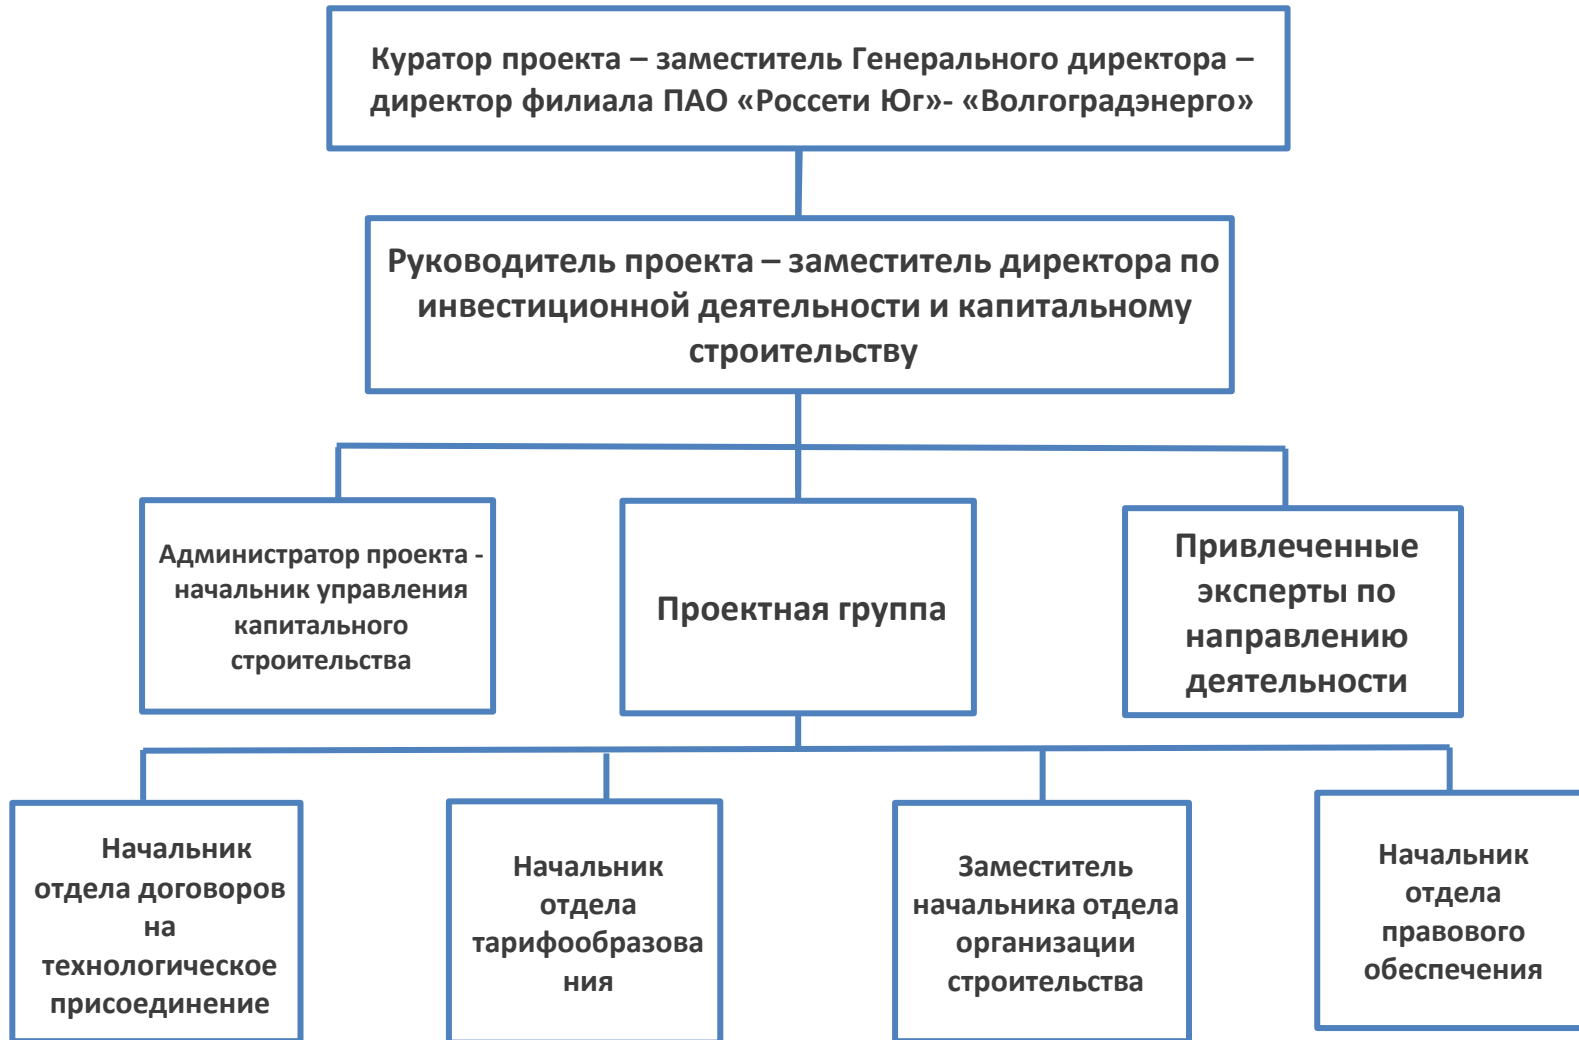 Куратор проекта – заместитель Генерального директора –
директор филиала ПАО «Россети Юг»- «Волгоградэнерго»
Руководитель проекта – заместитель директора по
инвестиционной деятельности и капитальному
строительству
Администратор проекта -
начальник управления
капитального
строительства
Проектная группа
Привлеченные
эксперты по
направлению
деятельности
Начальник
отдела договоров
на
технологическое
присоединение
Начальник
отдела
тарифообразова
ния
Заместитель
начальника отдела
организации
строительства
Начальник
отдела
правового
обеспечения